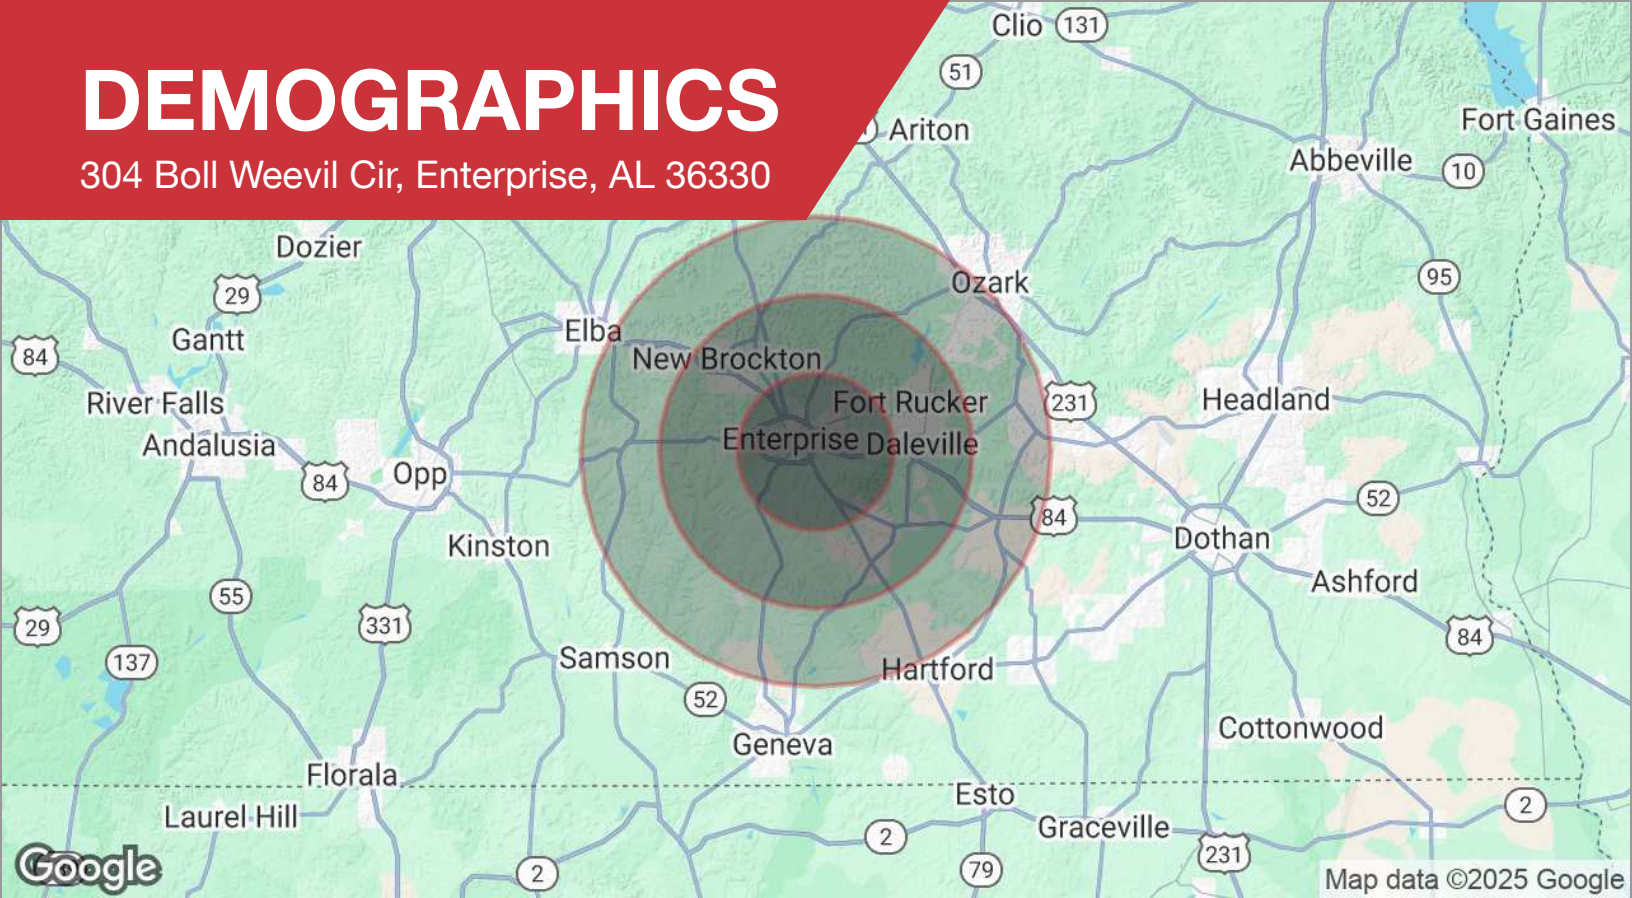 DEMOGRAPHICS
304 Boll Weevil Cir, Enterprise, AL 36330
Clio
131
51
Ariton
Fort Gaines
Abbeville
10
Dozier
29
Ozark
95
Gantt
84
Elba
New Brockton
River Falls
Fort Rucker
231
Headland
Andalusia
Enterprise
Daleville
Opp
84
84
52
Dothan
Kinston
Ashford
55
29
331
84
137
Samson
Hartford
52
Geneva
Cottonwood
Florala
Esto
2
Laurel Hill
2
Graceville
231
79
2
Google
Map data ©2025 Google